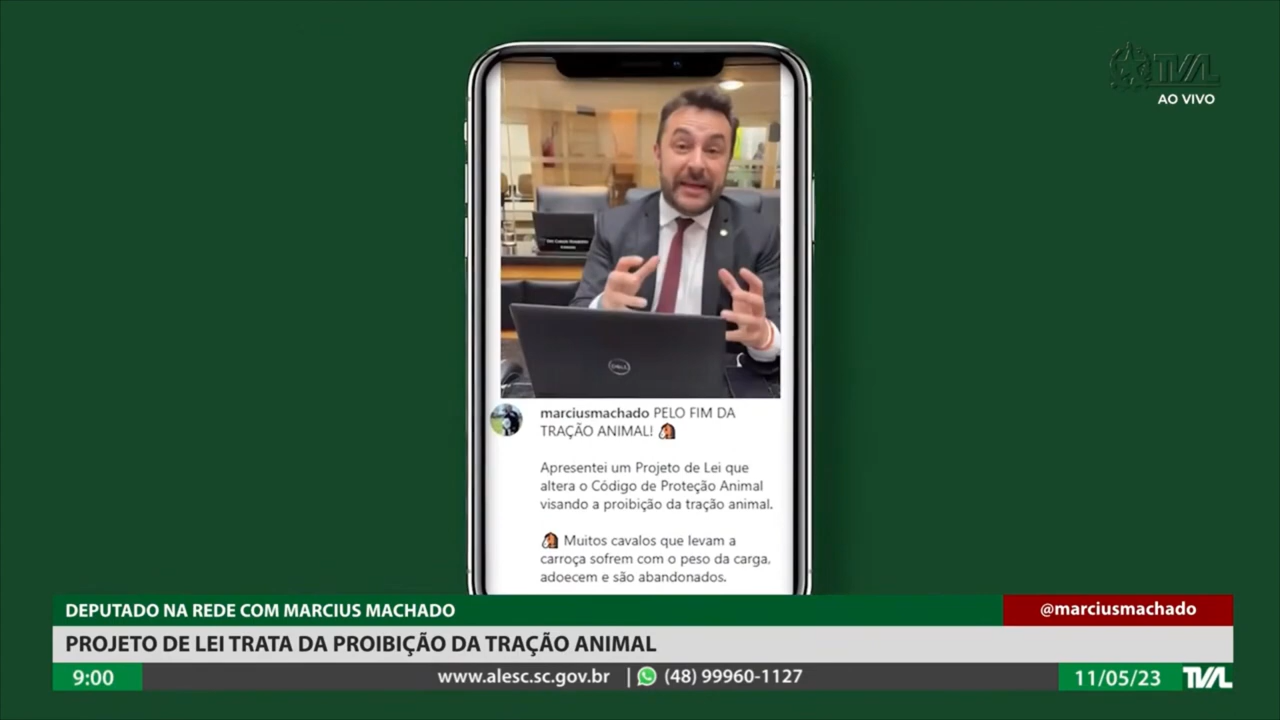 TVAL
AO VIVO
DELL
marciusmachado PELO FIM DA
TRAÇÃO ANIMAL!
Apresentei um Projeto de Lei que
altera o Código de Proteção Animal
visando a proibição da tração animal.
Muitos cavalos que levam a
carroça sofrem com o peso da carga,
adoecem e são abandonados.
DEPUTADO NA REDE COM MARCIUS MACHADO
@marciusmachado
PROJETO DE LEI TRATA DA PROIBIÇÃO DA TRAÇÃO ANIMAL
9:00
www.alesc.sc.gov.br | (48) 99960-1127
11/05/23
TVAL